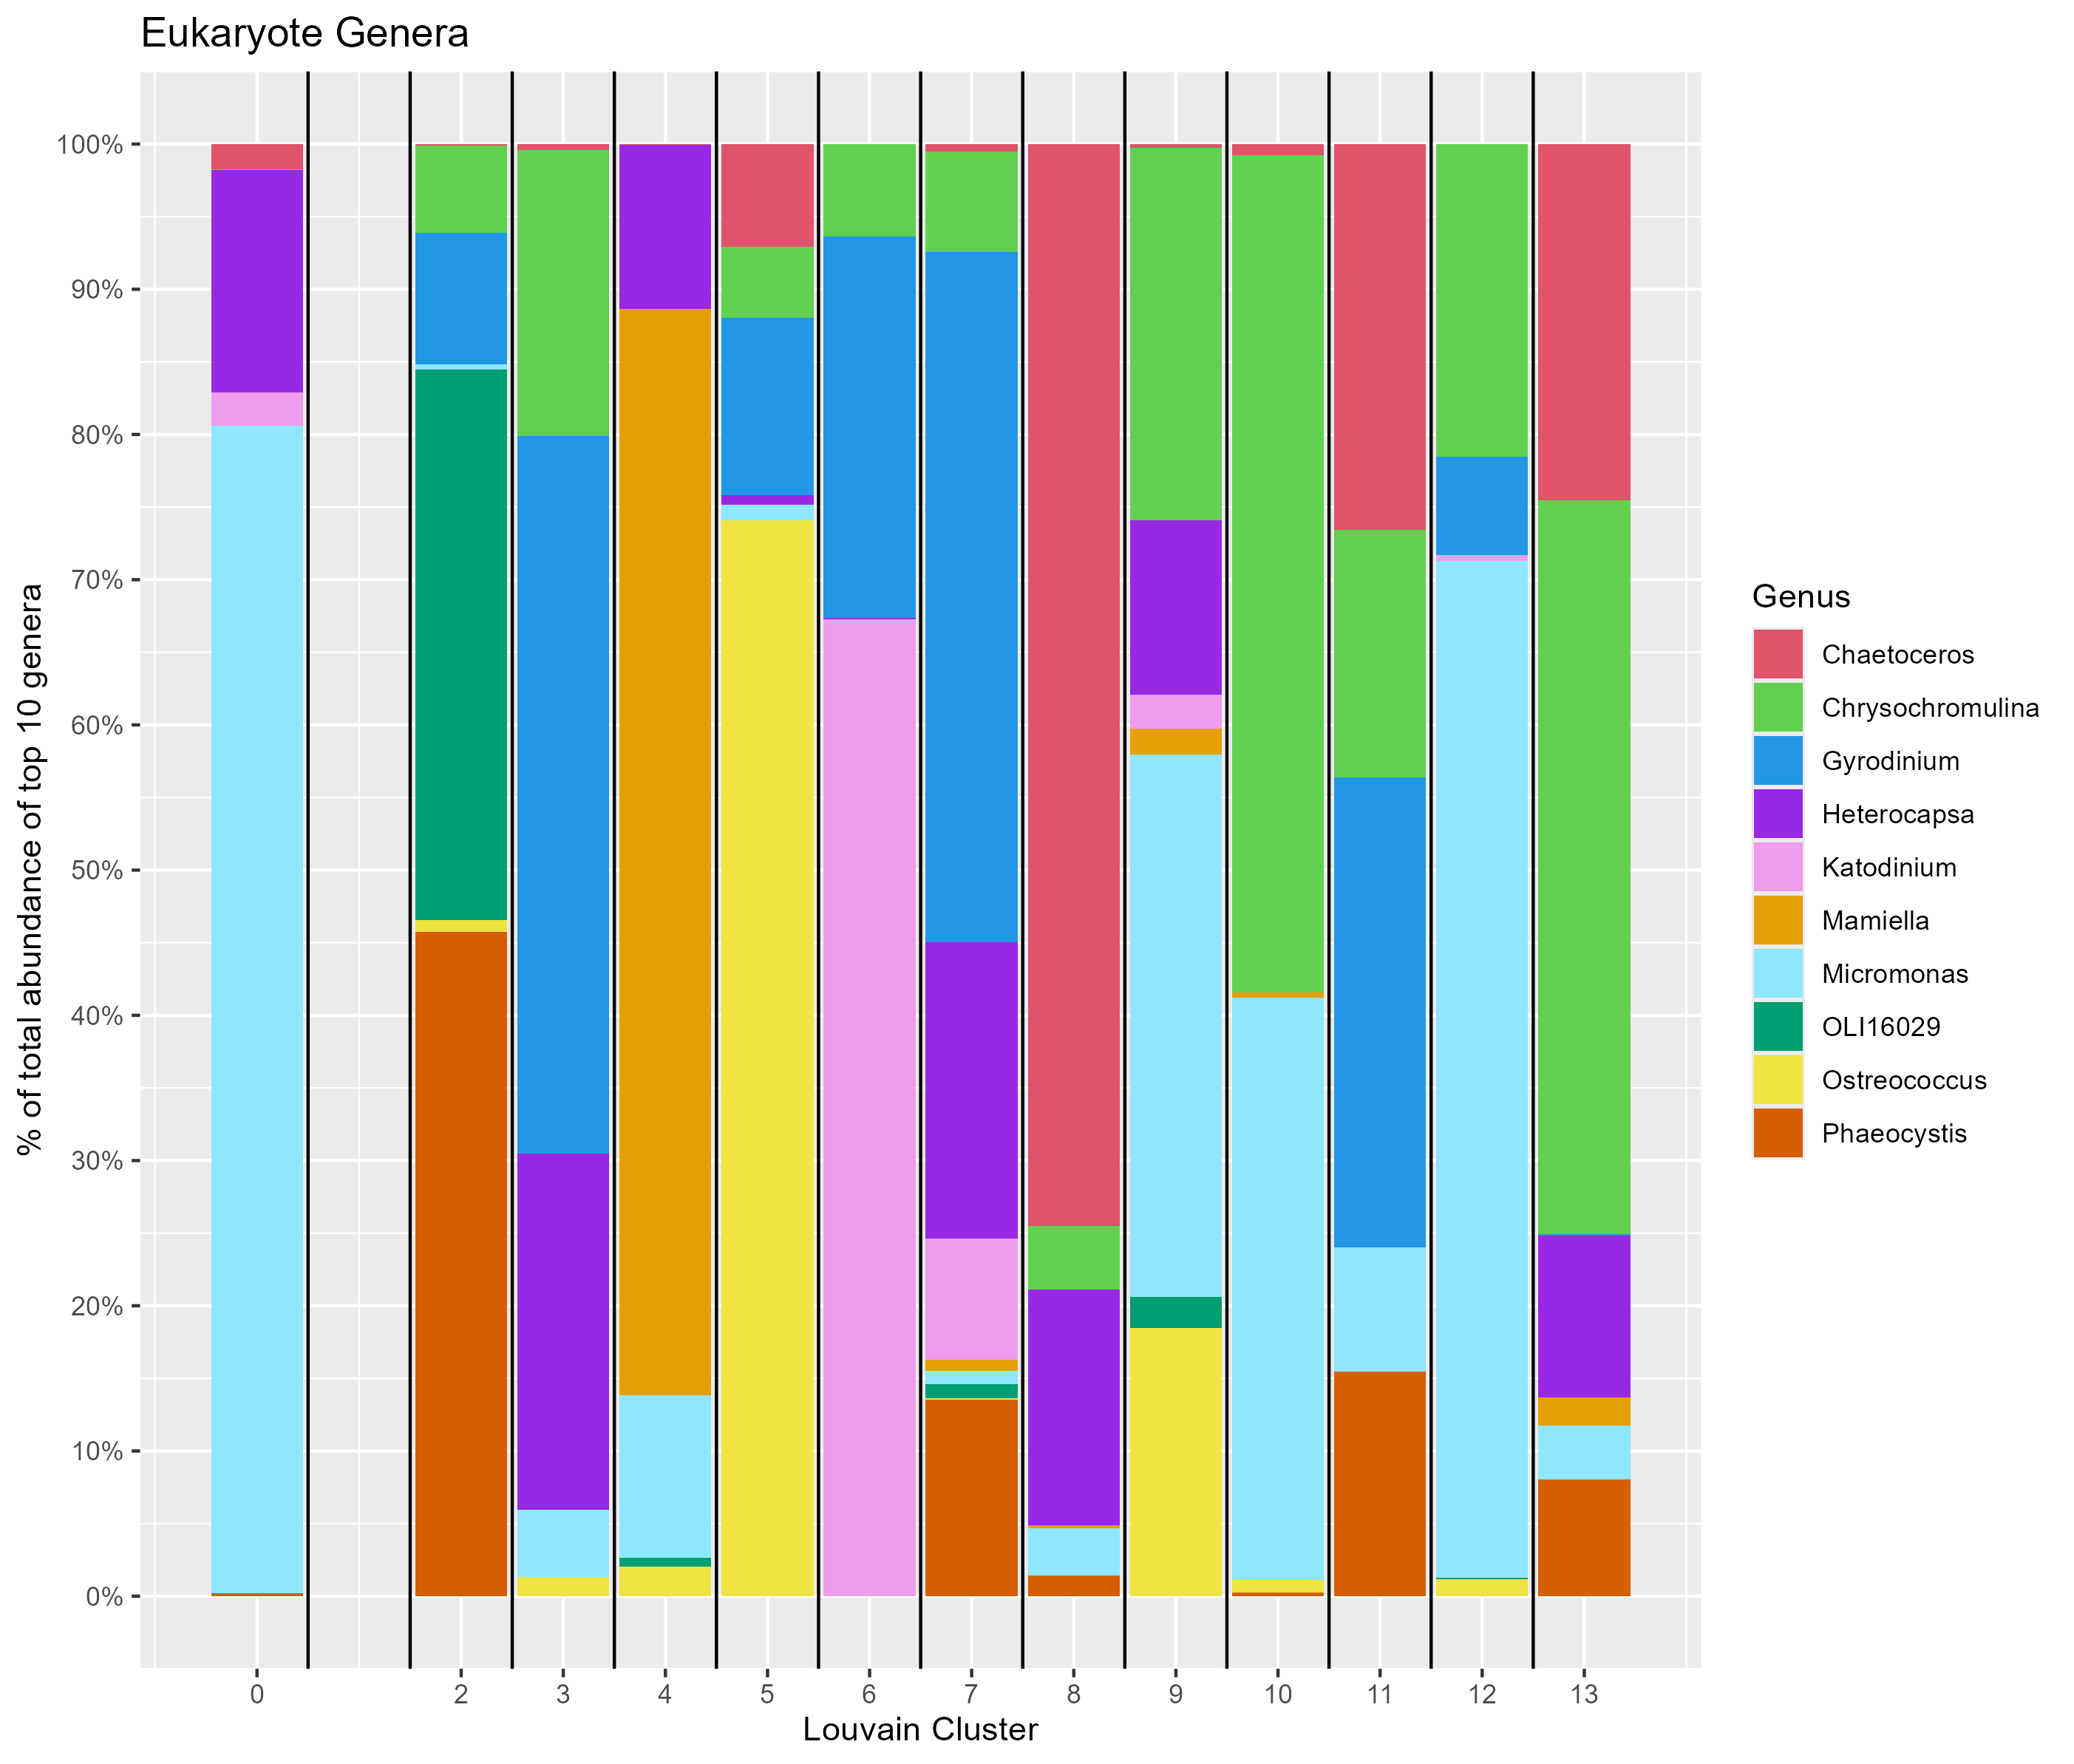 Eukaryote Genera
% of total abundance of top 10 genera
100%
90%
80%
70%
60%
50%
40%
30%
20%
10%
0%
0 2 3 4 5 6 7 8 9 10 11 12 13
Louvain Cluster
Genus
Chaetoceros
Chrysochromulina
Gyrodinium
Heterocapsa
Katodinium
Mamiella
Micromonas
OLI16029
Ostreococcus
Phaeocystis